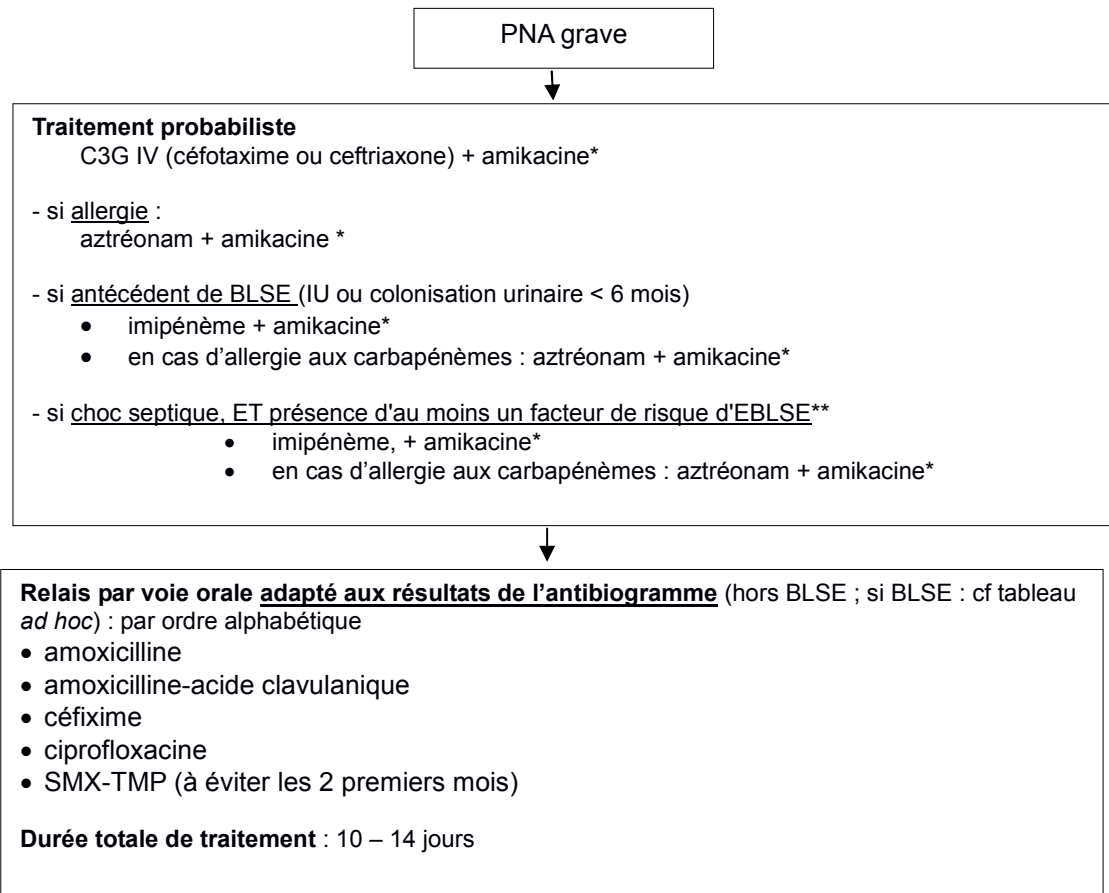 PNA grave
Traitement probabiliste
C3G IV (céfotaxime ou ceftriaxone) + amikacine*
- si allergie :
aztréonam + amikacine *
- si antécédent de BLSE (IU ou colonisation urinaire < 6 mois)
• imipénème + amikacine*
• en cas d'allergie aux carbapénèmes : aztréonam + amikacine*
- si choc septique, ET présence d'au moins un facteur de risque d'EBLSE**
• imipénème, + amikacine*
• en cas d'allergie aux carbapénèmes : aztréonam + amikacine*
Relais par voie orale adapté aux résultats de l'antibiogramme (hors BLSE ; si BLSE : cf tableau
ad hoc) : par ordre alphabétique
• amoxicilline
• amoxicilline-acide clavulanique
• céfixime
• ciprofloxacine
• SMX-TMP (à éviter les 2 premiers mois)
Durée totale de traitement : 10 – 14 jours